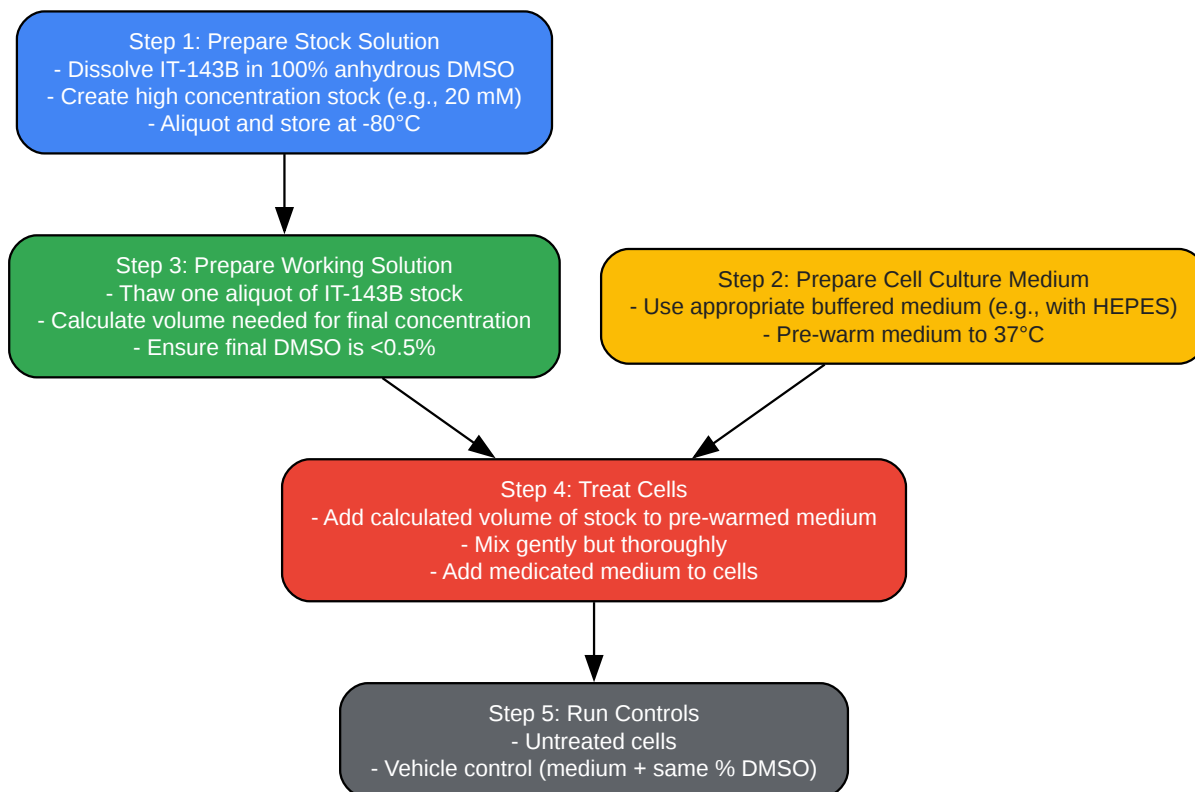 Step 1: Prepare Stock Solution
- Dissolve IT-143B in 100% anhydrous DMSO
- Create high concentration stock (e.g., 20 mM)
- Aliquot and store at -80°C
Step 3: Prepare Working Solution
- Thaw one aliquot of IT-143B stock
- Calculate volume needed for final concentration
- Ensure final DMSO is <0.5%
Step 2: Prepare Cell Culture Medium
- Use appropriate buffered medium (e.g., with HEPES)
- Pre-warm medium to 37°C
Step 4: Treat Cells
- Add calculated volume of stock to pre-warmed medium
- Mix gently but thoroughly
- Add medicated medium to cells
Step 5: Run Controls
- Untreated cells
- Vehicle control (medium + same % DMSO)